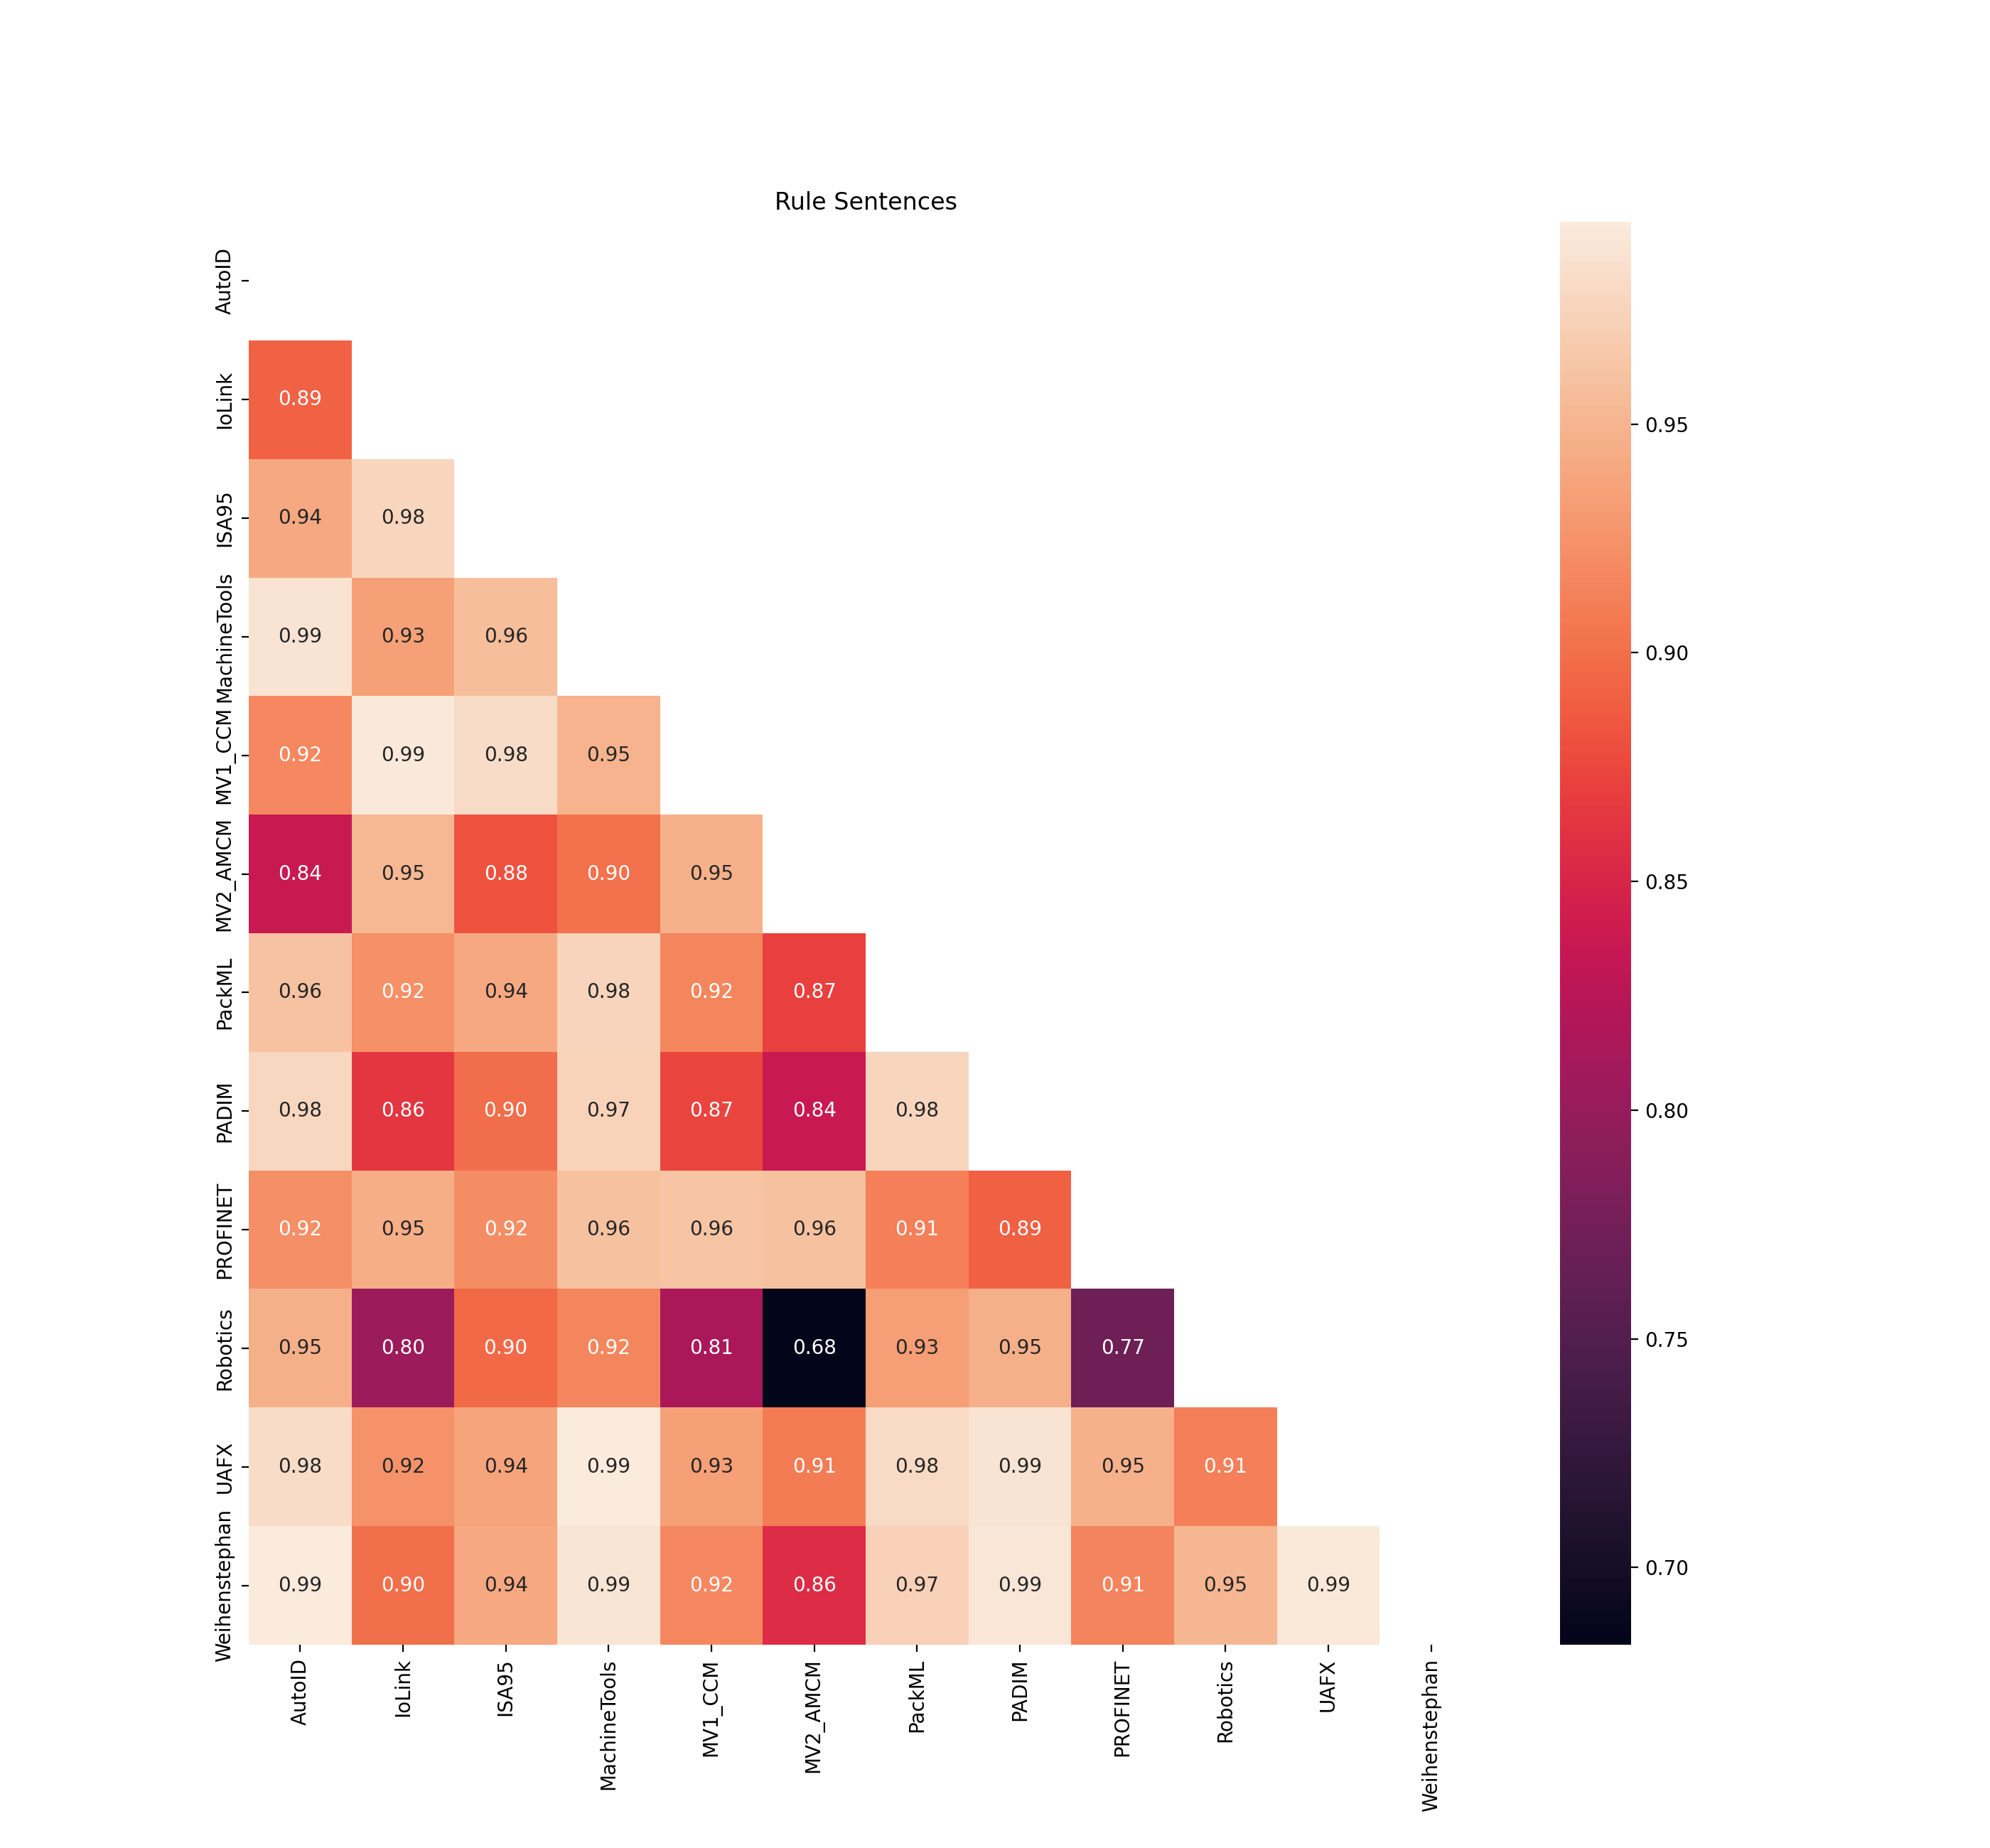 Rule Sentences
AutoID
IoLink
0.89
ISA95
0.94 0.98
MachineTools
0.99 0.93 0.96
MV1_CCM
0.92 0.99 0.98 0.95
MV2_AMCM
0.84 0.95 0.88 0.90 0.95
PackML
0.96 0.92 0.94 0.98 0.92 0.87
PADIM
0.98 0.86 0.90 0.97 0.87 0.84 0.98
PROFINET
0.92 0.95 0.92 0.96 0.96 0.96 0.91 0.89
Robotics
0.95 0.80 0.90 0.92 0.81 0.68 0.93 0.95 0.77
UAFX
0.98 0.92 0.94 0.99 0.93 0.91 0.98 0.99 0.95 0.91
Weihenstephan
0.99 0.90 0.94 0.99 0.92 0.86 0.97 0.99 0.91 0.95 0.99
AutoID
IoLink
ISA95
MachineTools
MV1_CCM
MV2_AMCM
PackML
PADIM
PROFINET
Robotics
UAFX
Weihenstephan
0.95
0.90
0.85
0.80
0.75
0.70